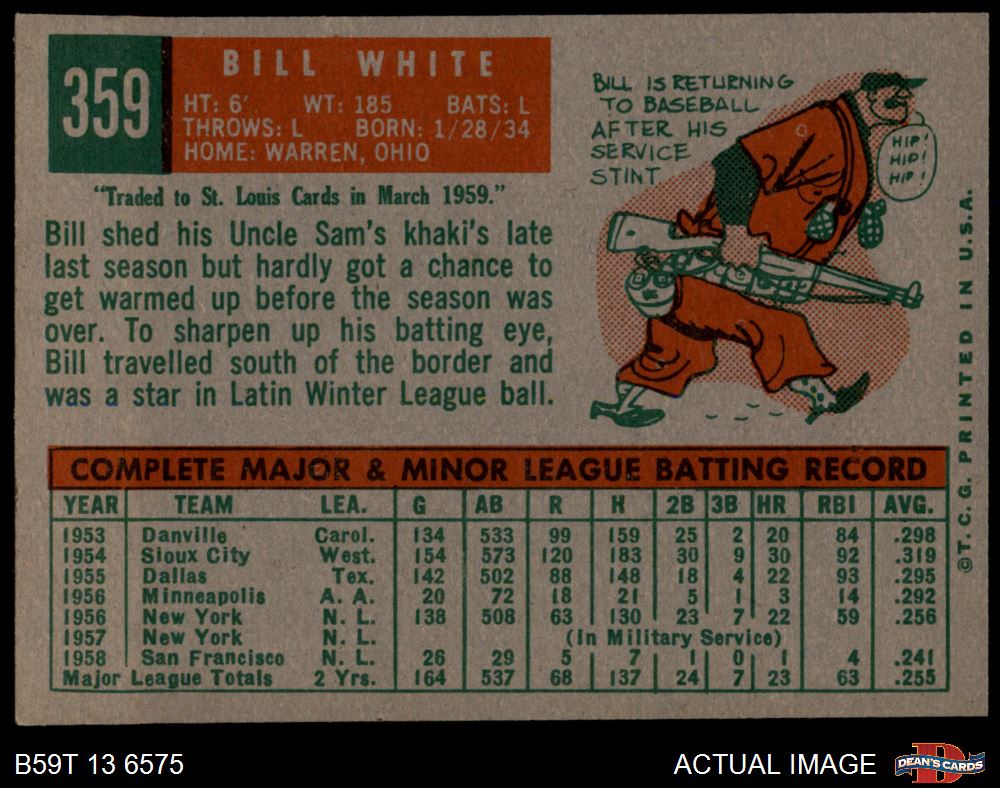 359
BILL WHITE
HT: 6' WT: 185 BATS: L
THROWS: L BORN: 1/28/34
HOME: WARREN, OHIO
"Traded to St. Louis Cards in March 1959."
Bill shed his Uncle Sam's khaki's late
last season but hardly got a chance to
get warmed up before the season was
over. To sharpen up his batting eye,
Bill travelled south of the border and
was a star in Latin Winter League ball.
BILL IS RETURNING
TO BASEBALL
AFTER HIS
SERVICE
STINT
HIP!
HIP!
HIP!
COMPLETE MAJOR & MINOR LEAGUE BATTING RECORD
YEAR TEAM LEA. G AB R H 2B 3B HR RBI AVG.
1953 Danville Carol. 134 533 99 159 25 2 20 84 .298
1954 Sioux City West. 154 573 120 183 30 9 30 92 .319
1955 Dallas Tex. 142 502 88 148 18 4 22 93 .295
1956 Minneapolis A. A. 20 72 18 21 5 1 3 14 .292
1956 New York N. L. 138 508 63 130 23 7 22 59 .256
1957 New York N. L. (In Military Service)
1958 San Francisco N. L. 26 29 5 7 1 0 1 4 .241
Major League Totals 2 Yrs. 164 537 68 137 24 7 23 63 .255
©T. C. G. PRINTED IN U.S.A.
B59T 13 6575
ACTUAL IMAGE
DEAN'S CARDS